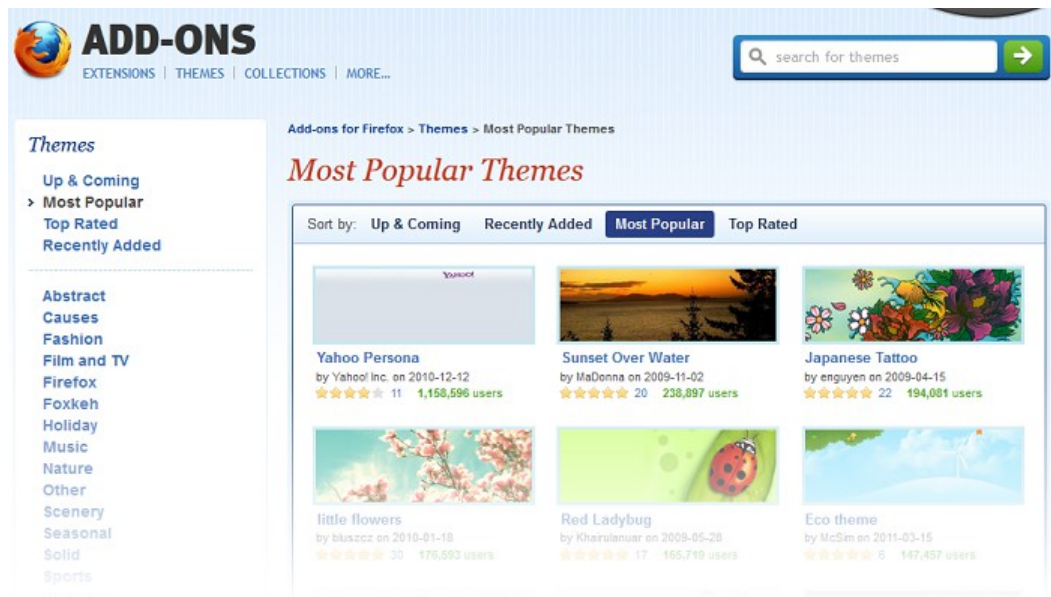 ADD-ONS
EXTENSIONS | THEMES | COLLECTIONS | MORE...
search for themes
Themes
Up & Coming
> Most Popular
Top Rated
Recently Added
Abstract
Causes
Fashion
Film and TV
Firefox
Foxkeh
Holiday
Music
Nature
Other
Scenery
Seasonal
Solid
Sports
Add-ons for Firefox > Themes > Most Popular Themes
Most Popular Themes
Sort by: Up & Coming Recently Added Most Popular Top Rated
YAHOO!
Yahoo Persona
by Yahoo! Inc. on 2010-12-12
11 1,158,596 users
Sunset Over Water
by MaDonna on 2009-11-02
20 238,897 users
Japanese Tattoo
by enguyen on 2009-04-15
22 194,081 users
little flowers
by bluszcz on 2010-01-18
30 176,593 users
Red Ladybug
by Khairulanuar on 2009-05-28
17 165,719 users
Eco theme
by McSim on 2011-03-15
6 147,457 users